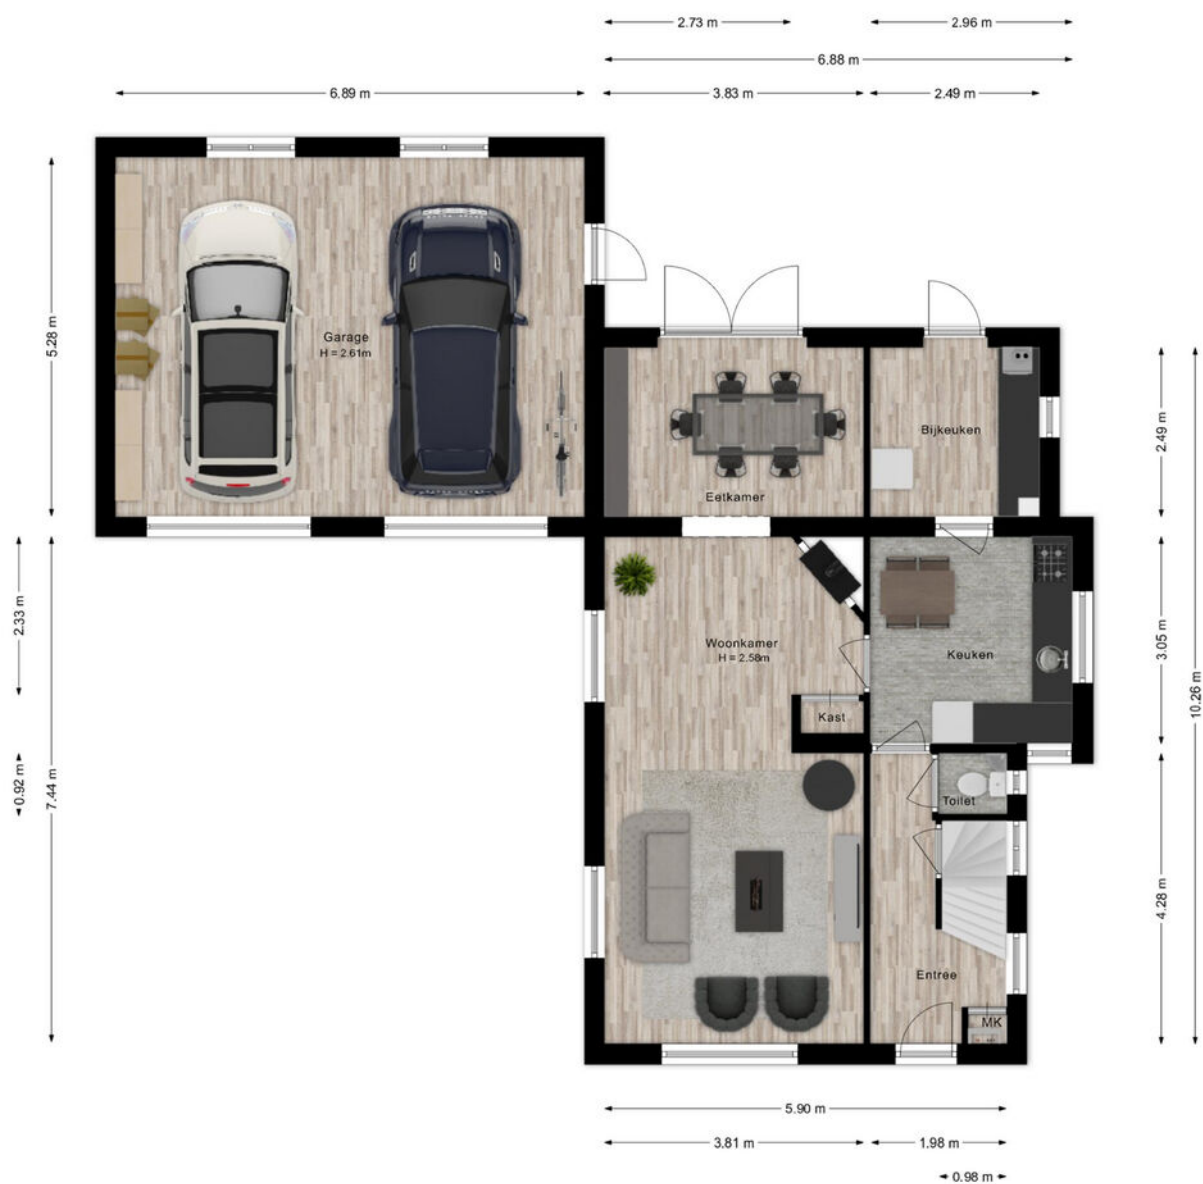 2.73 m
2.96 m
6.88 m
6.89 m
3.83 m
2.49 m
5.28 m
Garage
H = 2.61m
Bijkeuken
2.49 m
Eetkamer
2.33 m
Woonkamer
H = 2.58m
Keuken
3.05 m
10.26 m
Kast
0.92 m
7.44 m
Toilet
4.28 m
Entree
MK
5.90 m
3.81 m
1.98 m
0.98 m